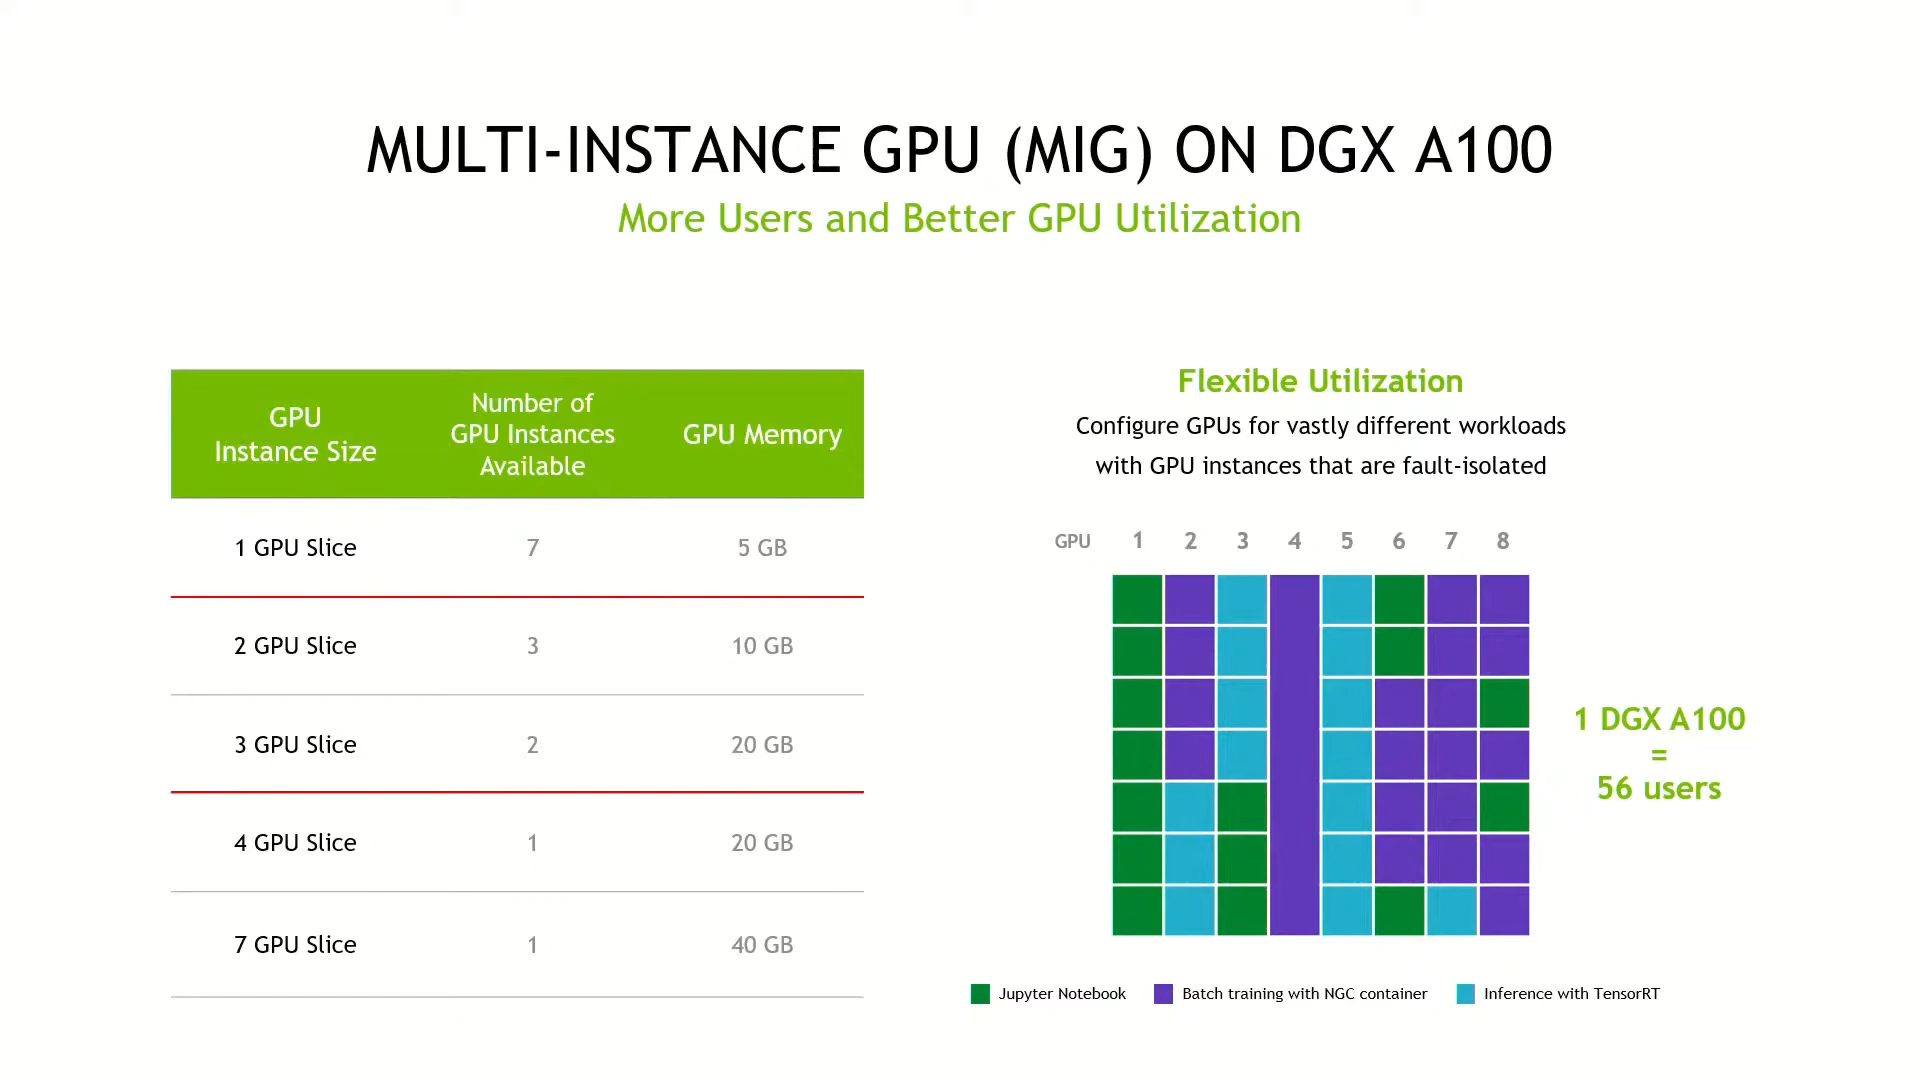 MULTI-INSTANCE GPU (MIG) ON DGX A100
More Users and Better GPU Utilization
GPU
Instance Size
Number of
GPU Instances
Available
GPU Memory
1 GPU Slice 7 5 GB
2 GPU Slice 3 10 GB
3 GPU Slice 2 20 GB
4 GPU Slice 1 20 GB
7 GPU Slice 1 40 GB
Flexible Utilization
Configure GPUs for vastly different workloads
with GPU instances that are fault-isolated
GPU 1 2 3 4 5 6 7 8
1 DGX A100
=
56 users
Jupyter Notebook Batch training with NGC container Inference with TensorRT